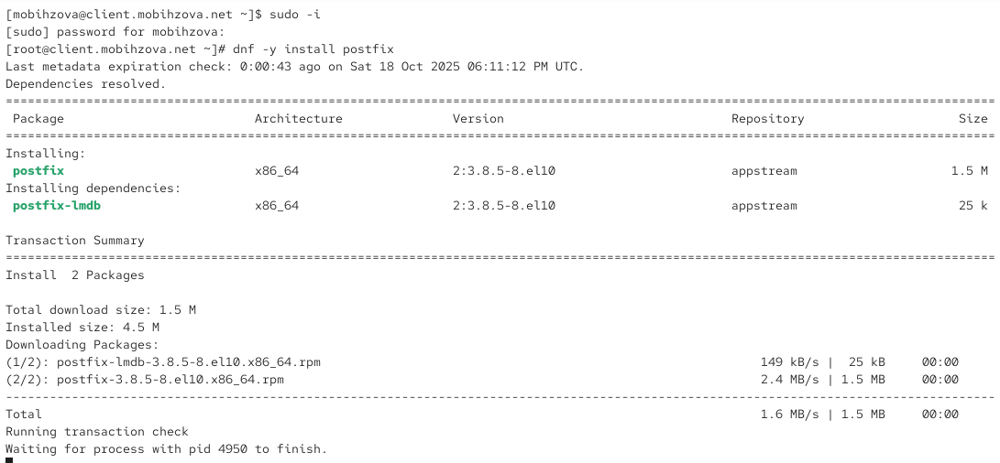 [mobihzova@client.mobihzova.net ~]$ sudo -i
[sudo] password for mobihzova:
[root@client.mobihzova.net ~]# dnf -y install postfix
Last metadata expiration check: 0:00:43 ago on Sat 18 Oct 2025 06:11:12 PM UTC.
Dependencies resolved.
================================================================================
Package Architecture Version Repository Size
================================================================================
Installing:
postfix x86_64 2:3.8.5-8.el10 appstream 1.5 M
Installing dependencies:
postfix-lmdb x86_64 2:3.8.5-8.el10 appstream 25 k
Transaction Summary
================================================================================
Install 2 Packages
Total download size: 1.5 M
Installed size: 4.5 M
Downloading Packages:
(1/2): postfix-lmdb-3.8.5-8.el10.x86_64.rpm 149 kB/s | 25 kB 00:00
(2/2): postfix-3.8.5-8.el10.x86_64.rpm 2.4 MB/s | 1.5 MB 00:00
--------------------------------------------------------------------------------
Total 1.6 MB/s | 1.5 MB 00:00
Running transaction check
Waiting for process with pid 4950 to finish.